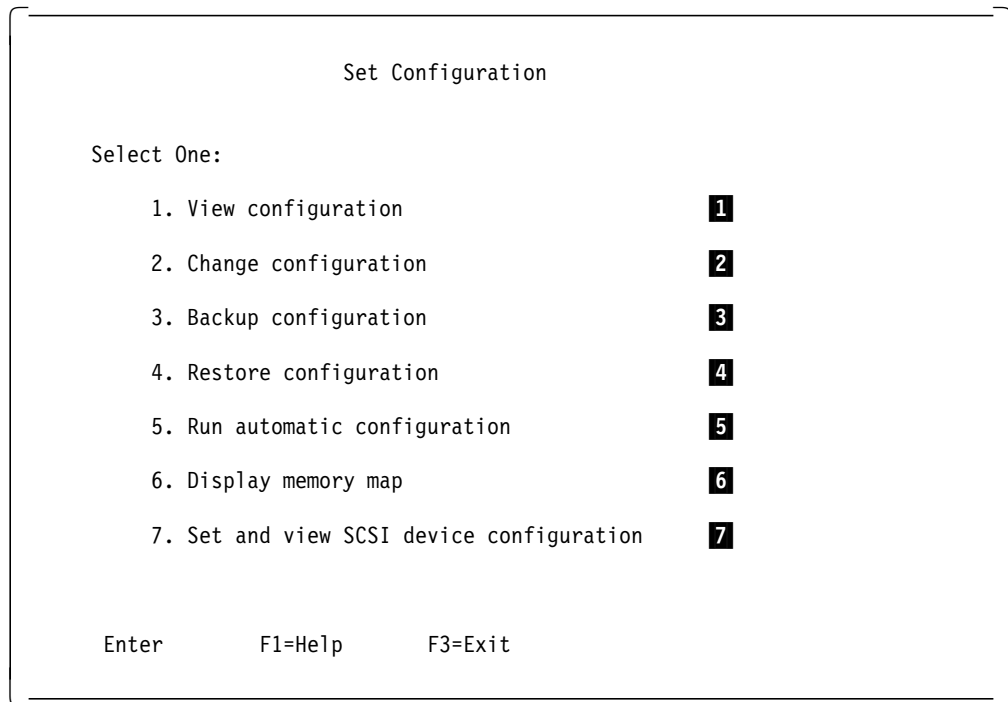 Set Configuration
Select One:
1. View configuration 1
2. Change configuration 2
3. Backup configuration 3
4. Restore configuration 4
5. Run automatic configuration 5
6. Display memory map 6
7. Set and view SCSI device configuration 7
Enter F1=Help F3=Exit